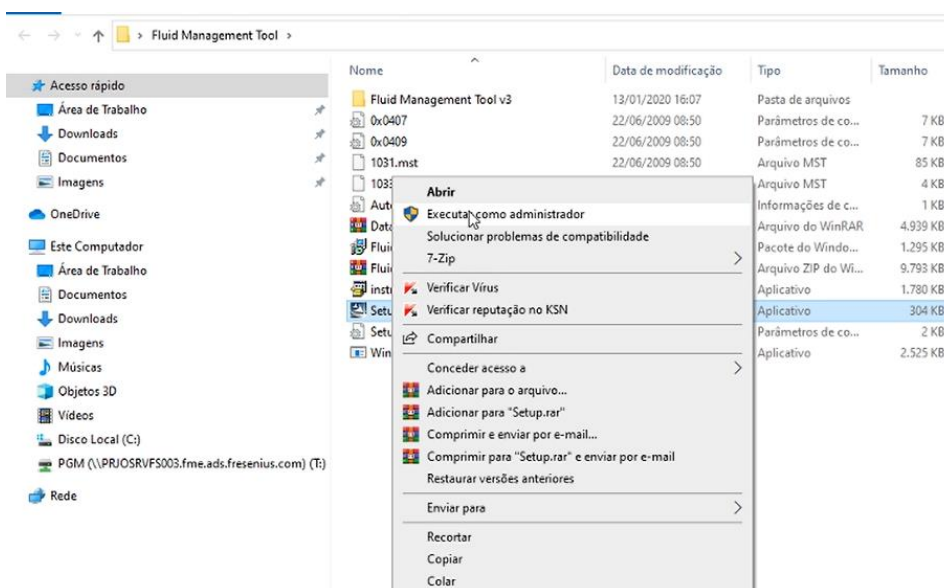 Fluid Management Tool
Nome Data de modificação Tipo Tamanho
Acesso rápido
Área de Trabalho
Downloads
Documentos
Imagens
OneDrive
Este Computador
Área de Trabalho
Documentos
Downloads
Imagens
Músicas
Objetos 3D
Vídeos
Disco Local (C:)
PGM (\\PRJOSRVFS003.fme.ads.fresenius.com) (T:)
Rede
Fluid Management Tool v3 13/01/2020 16:07 Pasta de arquivos
0x0407 22/06/2009 08:50 Parâmetros de co... 7 KB
0x0409 22/06/2009 08:50 Parâmetros de co... 7 KB
1031.mst 22/06/2009 08:50 Arquivo MST 85 KB
103 Arquivo MST 4 KB
Aut Informações de c... 1 KB
Data Arquivo do WinRAR 4.939 KB
Flui Pacote do Windo... 1.295 KB
Flui Arquivo ZIP do Wi... 9.793 KB
inst Aplicativo 1.780 KB
Setu Aplicativo 304 KB
Setu Parâmetros de co... 2 KB
Win Aplicativo 2.525 KB
Abrir
Executar como administrador
Solucionar problemas de compatibilidade
7-Zip
Verificar Vírus
Verificar reputação no KSN
Compartilhar
Conceder acesso a
Adicionar para o arquivo...
Adicionar para "Setup.rar"
Comprimir e enviar por e-mail...
Comprimir para "Setup.rar" e enviar por e-mail
Restaurar versões anteriores
Enviar para
Recortar
Copiar
Colar